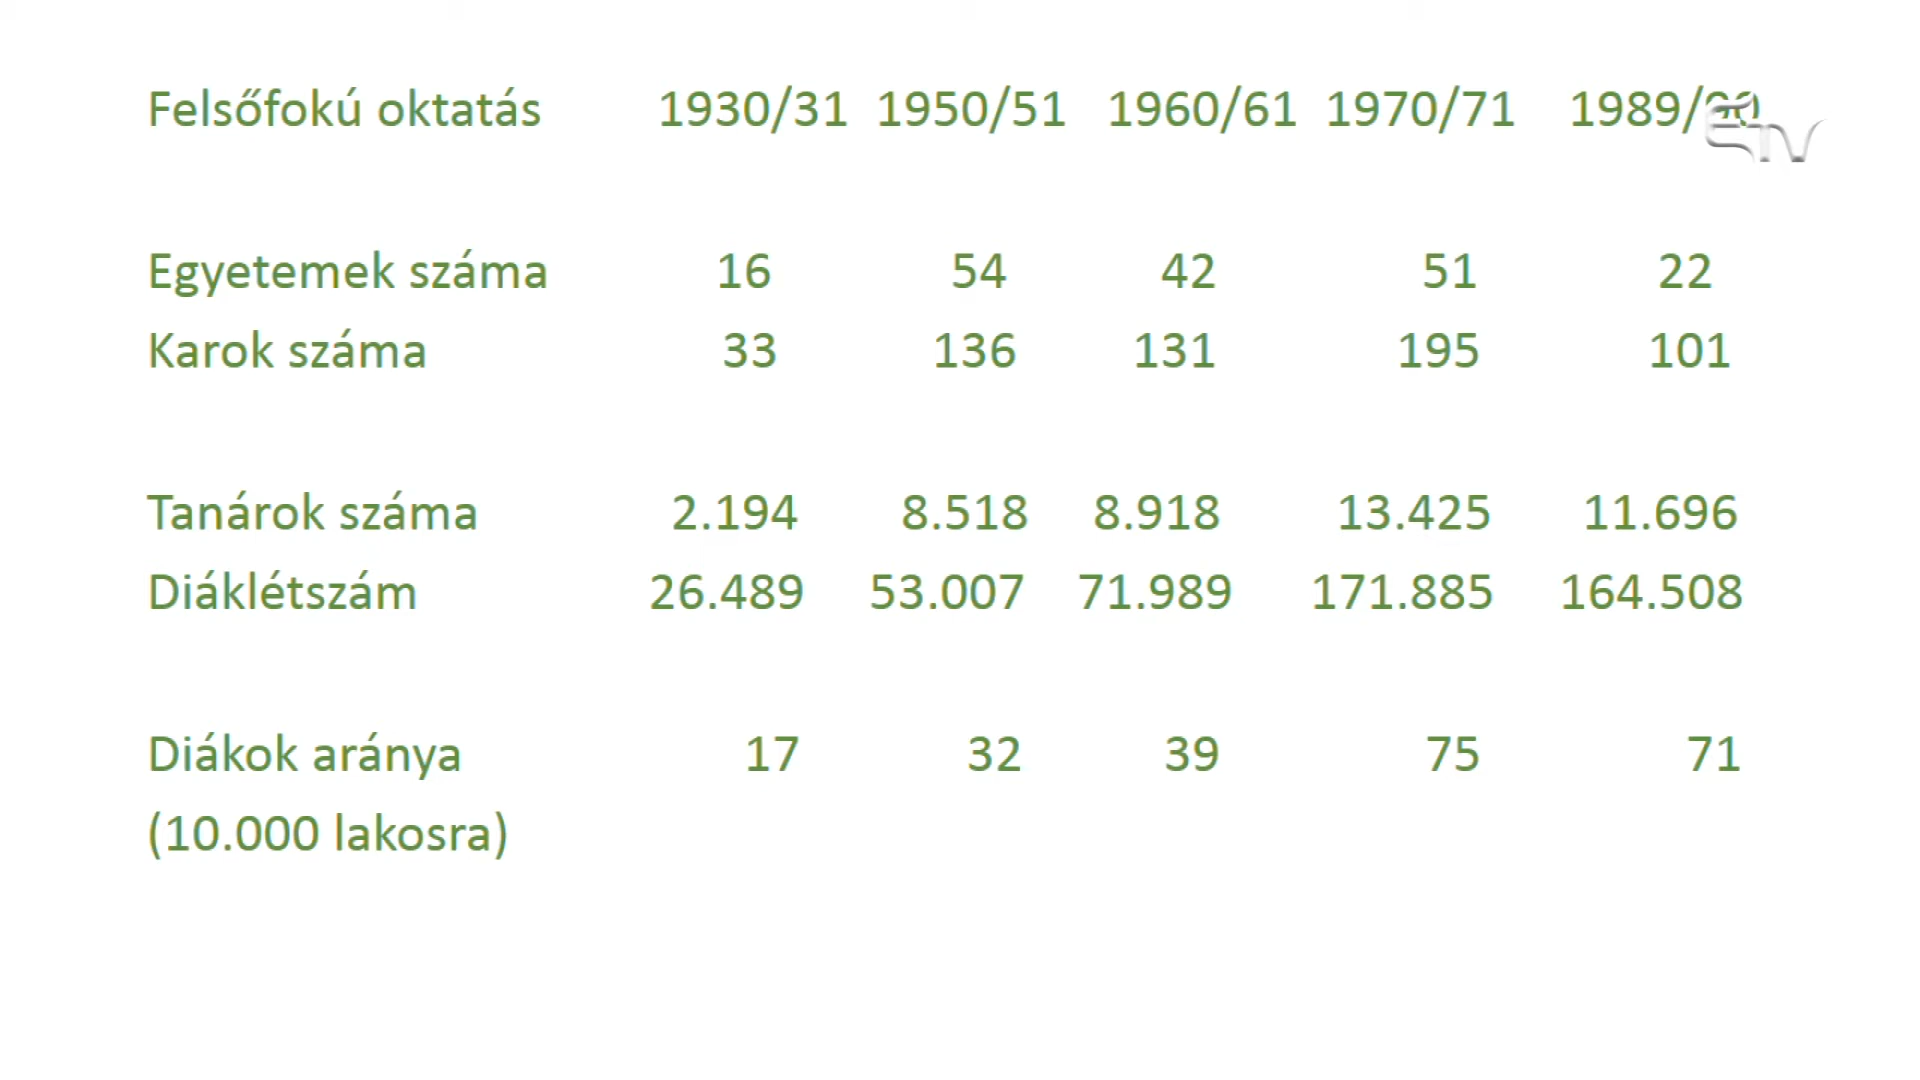 Felsőfokú oktatás 1930/31 1950/51 1960/61 1970/71 1989/90
ETV
Egyetemek száma 16 54 42 51 22
Karok száma 33 136 131 195 101
Tanárok száma 2.194 8.518 8.918 13.425 11.696
Diáklétszám 26.489 53.007 71.989 171.885 164.508
Diákok aránya 17 32 39 75 71
(10.000 lakosra)